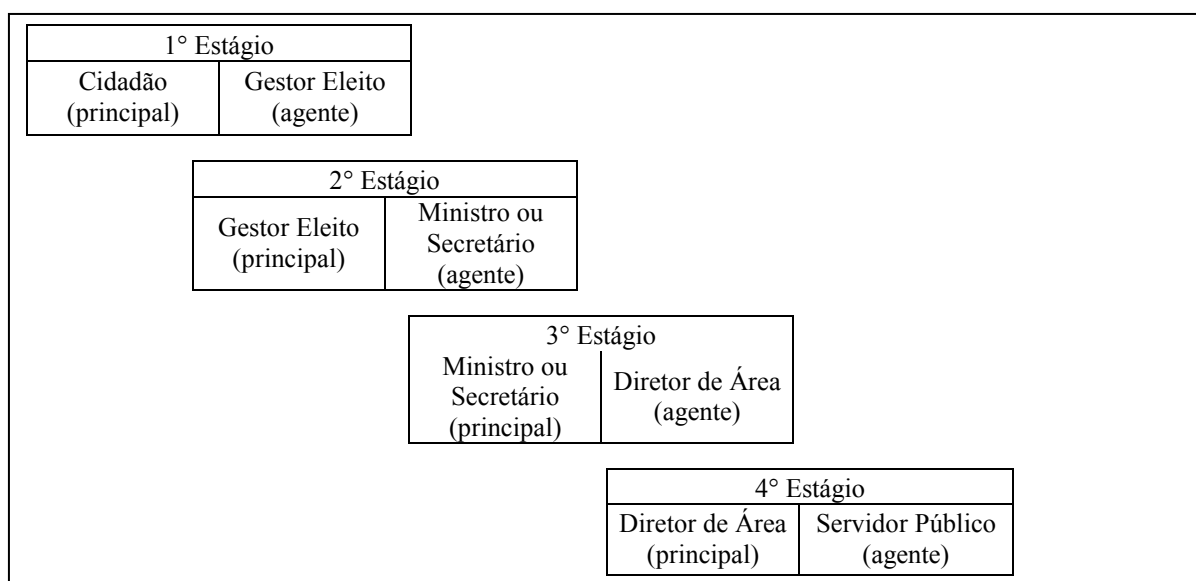 1° Estágio
Cidadão Gestor Eleito
(principal) (agente)
2° Estágio
Gestor Eleito
(principal)
Ministro ou
Secretário
(agente)
3° Estágio
Ministro ou
Secretário
(principal)
Diretor de Área
(agente)
4° Estágio
Diretor de Área Servidor Público
(principal) (agente)